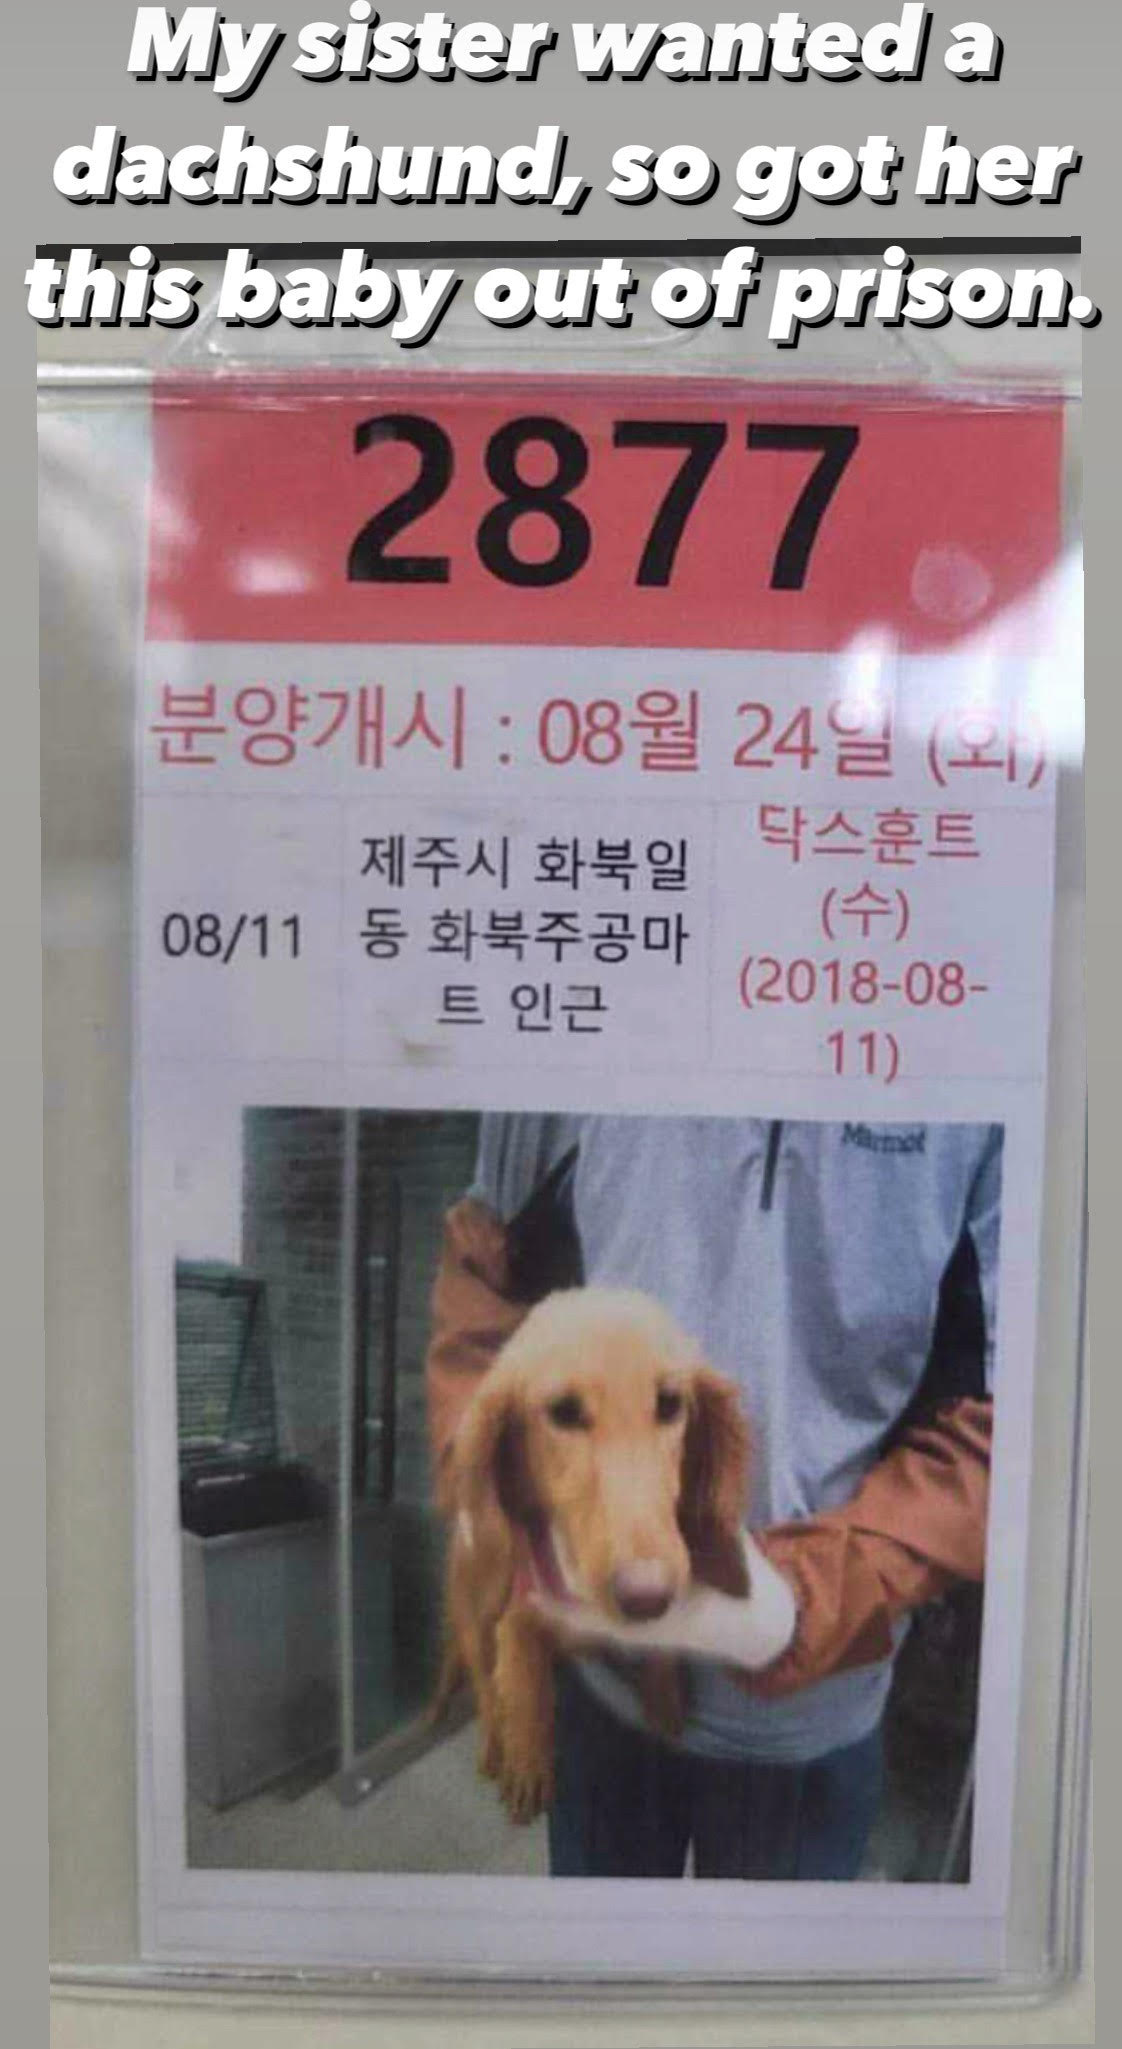 My sister wanted a
dachshund, so got her
this baby out of prison.
2877
분양개시 : 08월 24일 (화)
08/11
제주시 화북일
동 화북주공마
트 인근
닥스훈트
(수)
(2018-08-
11)
Marmot